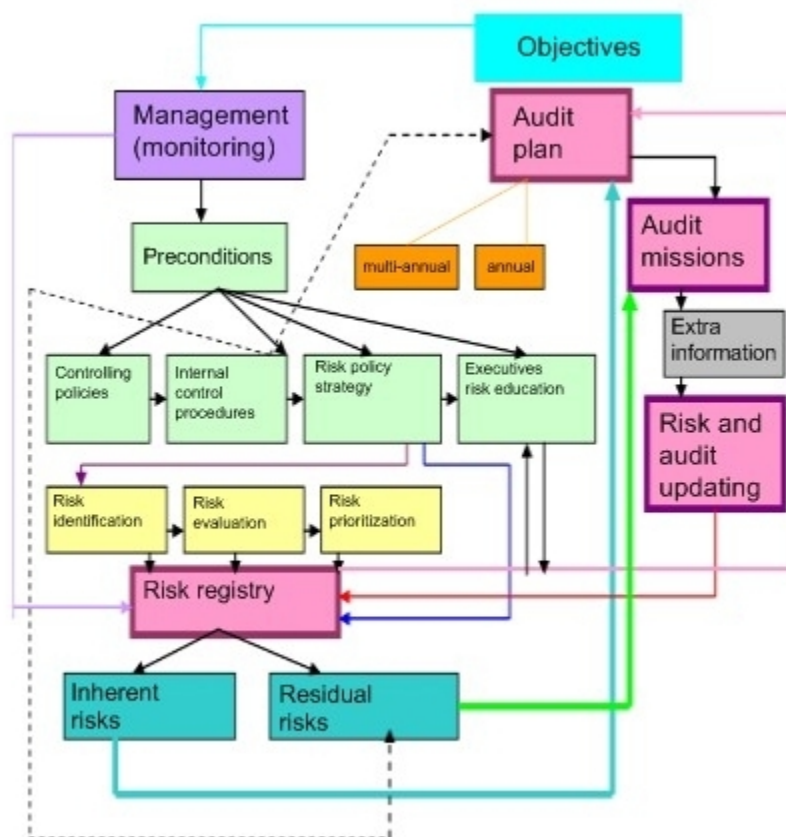 Objectives
Management
(monitoring)
Audit
plan
Audit
missions
Preconditions
multi-annual
annual
Extra
information
Controlling
policies
Internal
control
procedures
Risk policy
strategy
Executives
risk education
Risk and
audit
updating
Risk
identification
Risk
evaluation
Risk
prioritization
Risk registry
Inherent
risks
Residual
risks